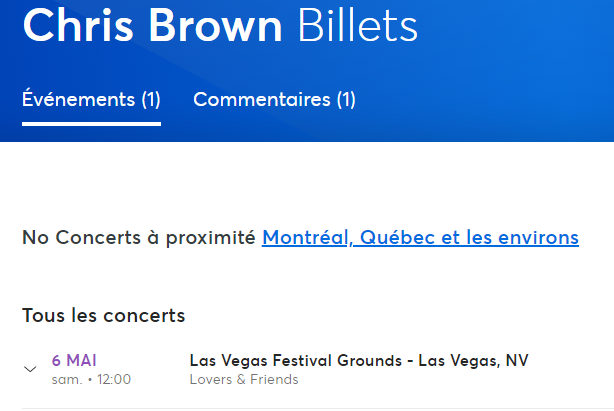 Chris Brown Billets
Événements (1) Commentaires (1)
No Concerts à proximité Montréal, Québec et les environs
Tous les concerts
6 MAI Las Vegas Festival Grounds - Las Vegas, NV
sam. • 12:00 Lovers & Friends